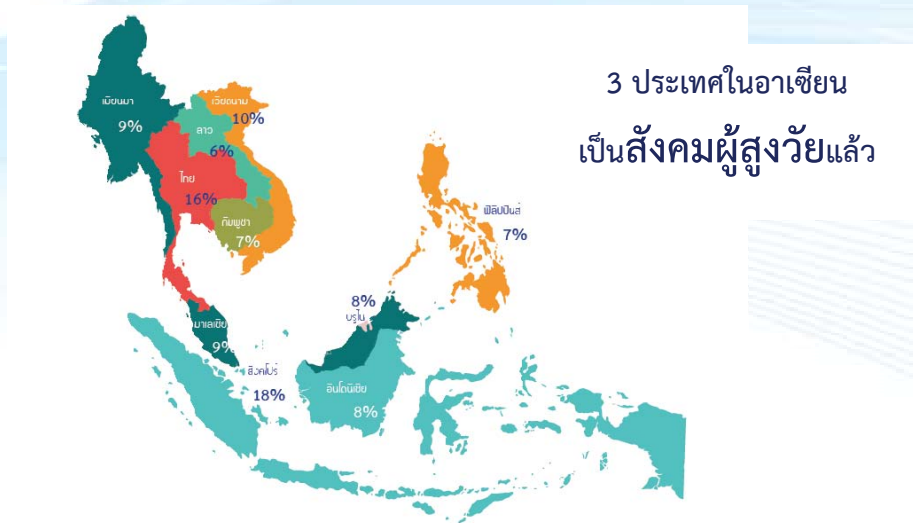 3 ประเทศในอาเซียน
เป็นสังคมผู้สูงวัยแล้ว
เมียนมา
9%
เวียดนาม
10%
ลาว
6%
ไทย
16%
กัมพูชา
7%
ฟิลิปปินส์
7%
8%
บรูไน
มาเลเซีย
9%
สิงคโปร์
18%
อินโดนีเซีย
8%